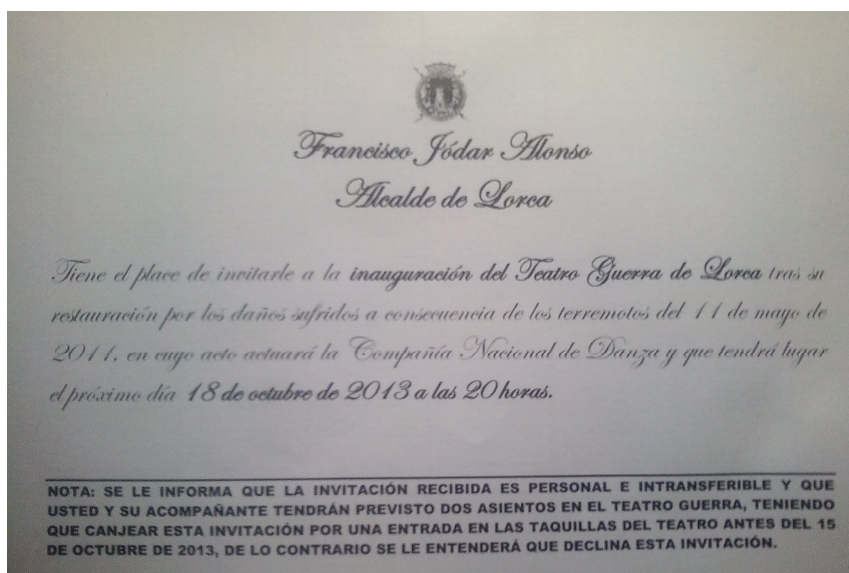 Francisco Jódar Alonso
Alcalde de Lorca
Tiene el place de invitarle a la inauguración del Teatro Guerra de Lorca tras su
restauración por los daños sufridos a consecuencia de los terremotos del 11 de mayo de
2011, en cuyo acto actuará la Compañía Nacional de Danza y que tendrá lugar
el próximo día 18 de octubre de 2013 a las 20 horas.
NOTA: SE LE INFORMA QUE LA INVITACIÓN RECIBIDA ES PERSONAL E INTRANSFERIBLE Y QUE
USTED Y SU ACOMPAÑANTE TENDRÁN PREVISTO DOS ASIENTOS EN EL TEATRO GUERRA, TENIENDO
QUE CANJEAR ESTA INVITACIÓN POR UNA ENTRADA EN LAS TAQUILLAS DEL TEATRO ANTES DEL 15
DE OCTUBRE DE 2013, DE LO CONTRARIO SE LE ENTENDERÁ QUE DECLINA ESTA INVITACIÓN.